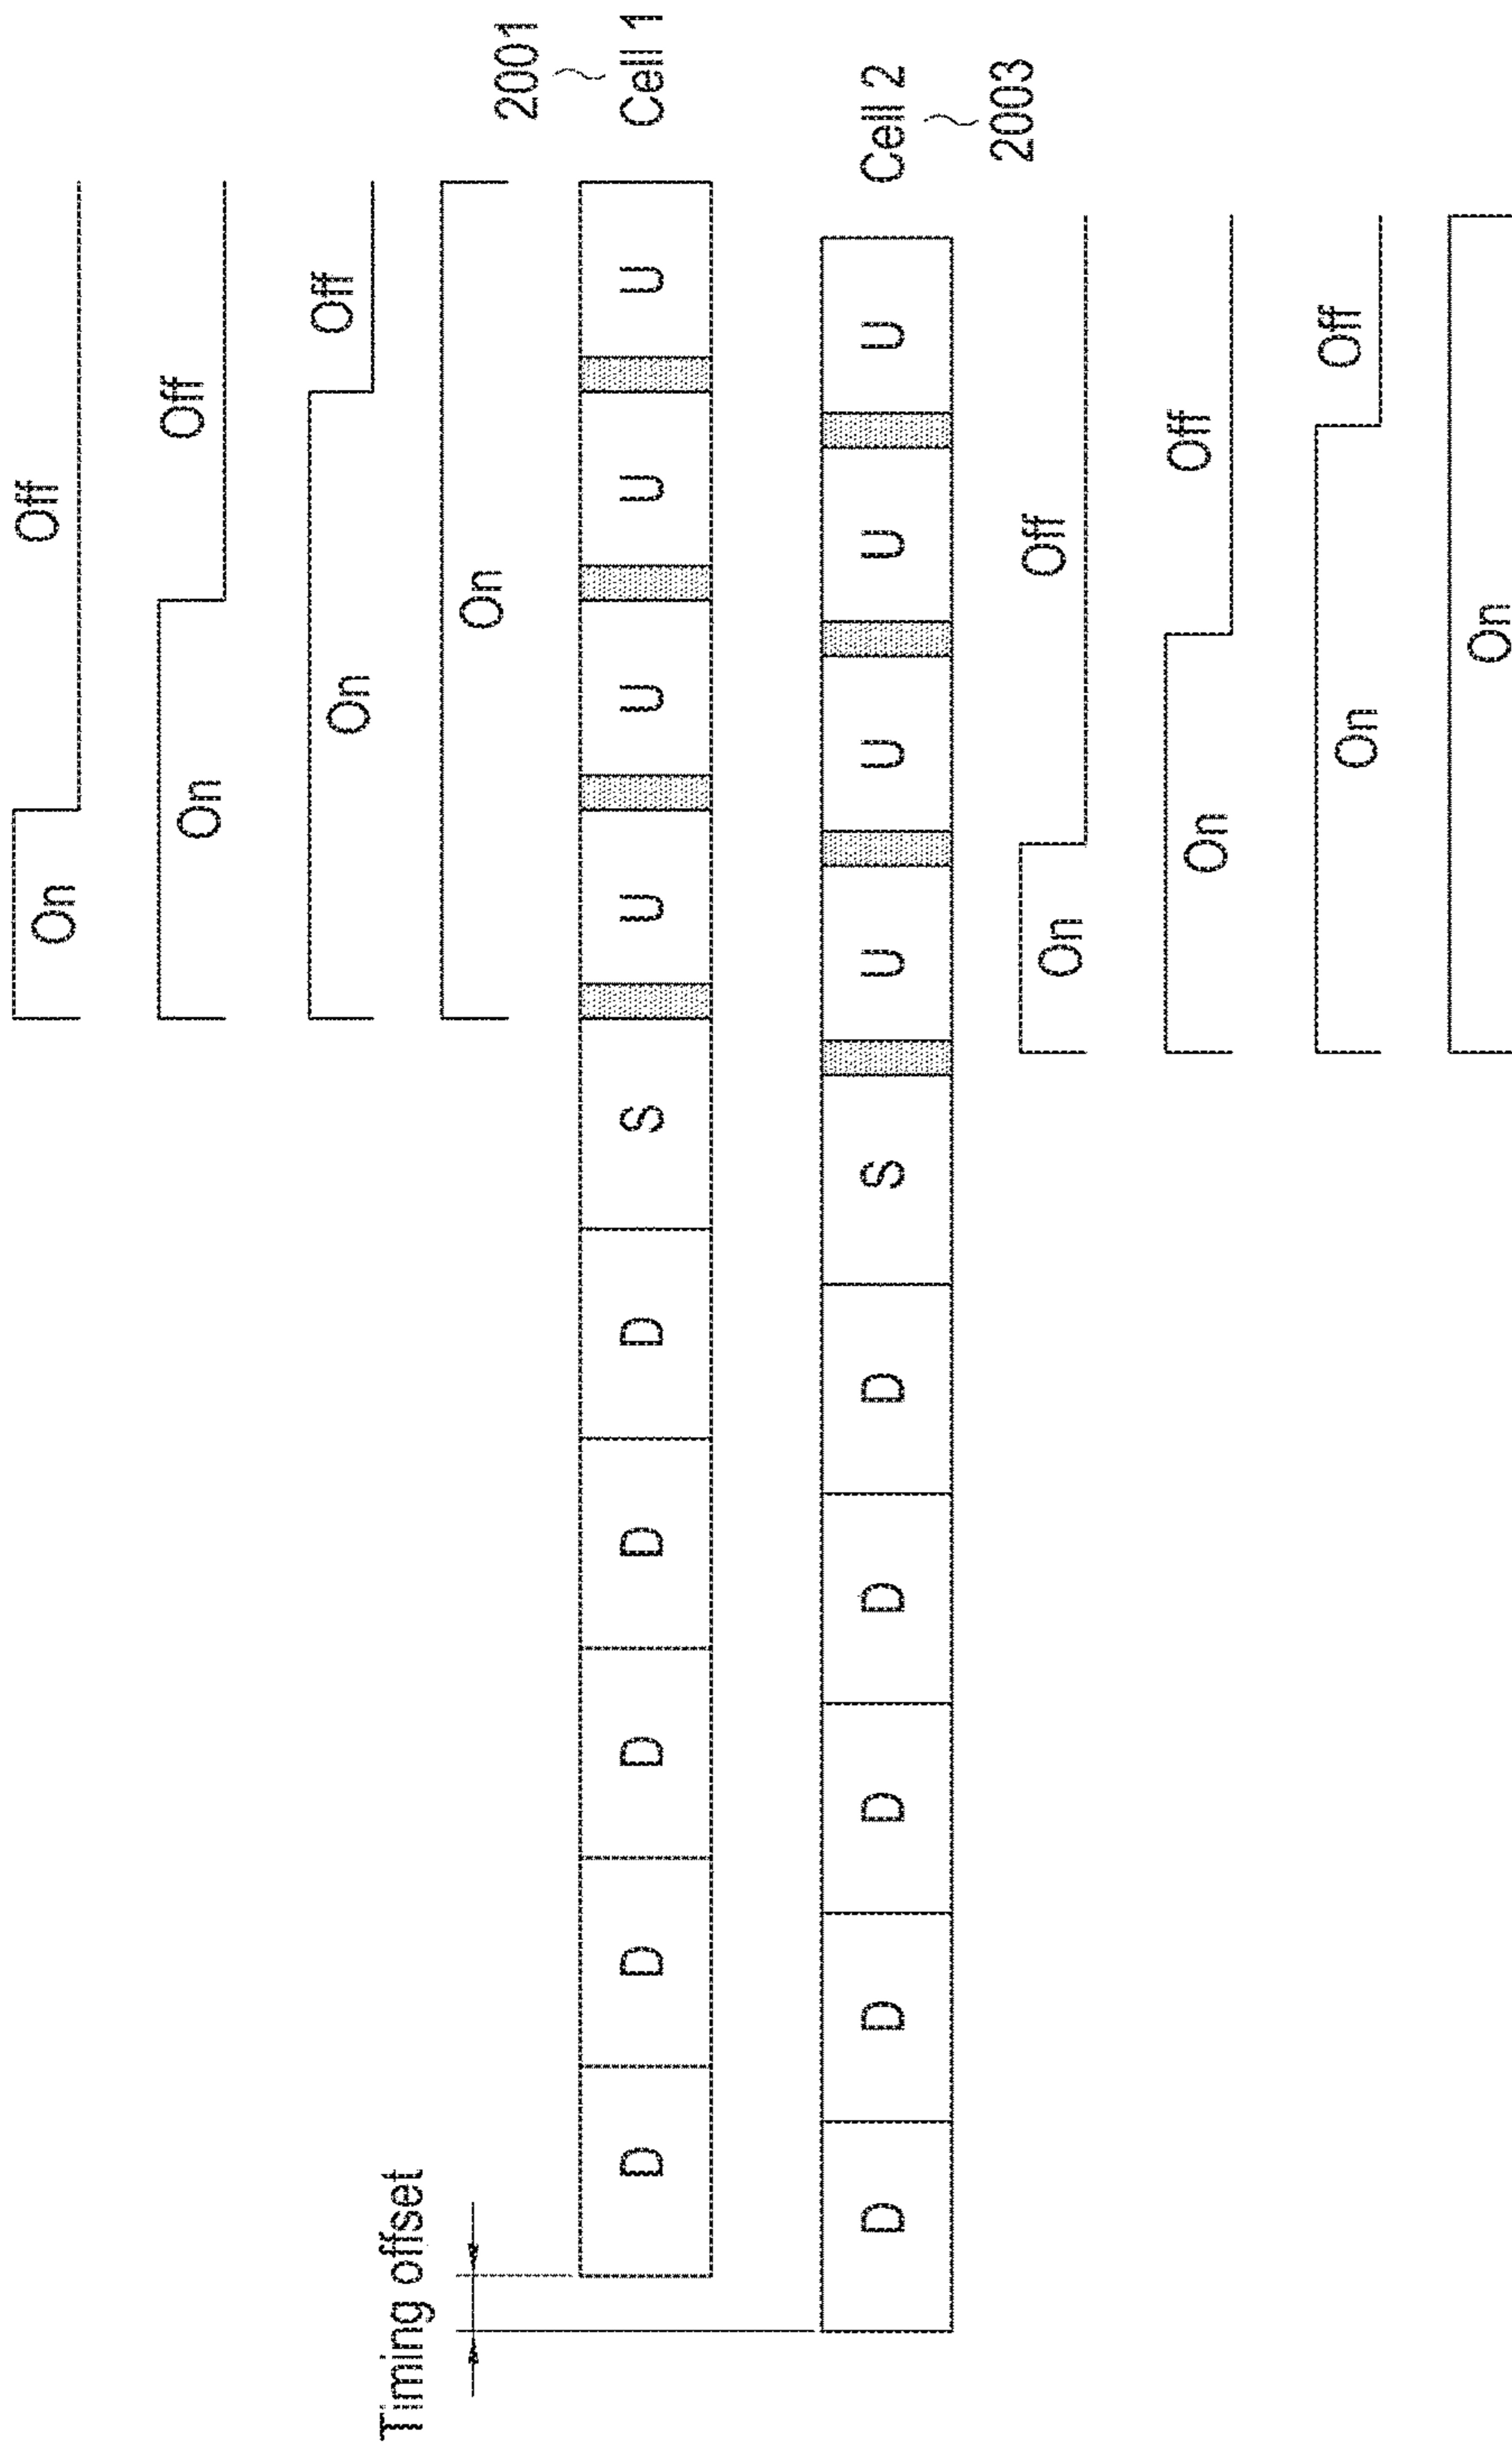 On Off
On Off
On Off
Timing offset
On
2001
D D D D D S U U U U Cell 1
D D D D D S U U U U Cell 2
2003
On Off
On Off
On Off
On